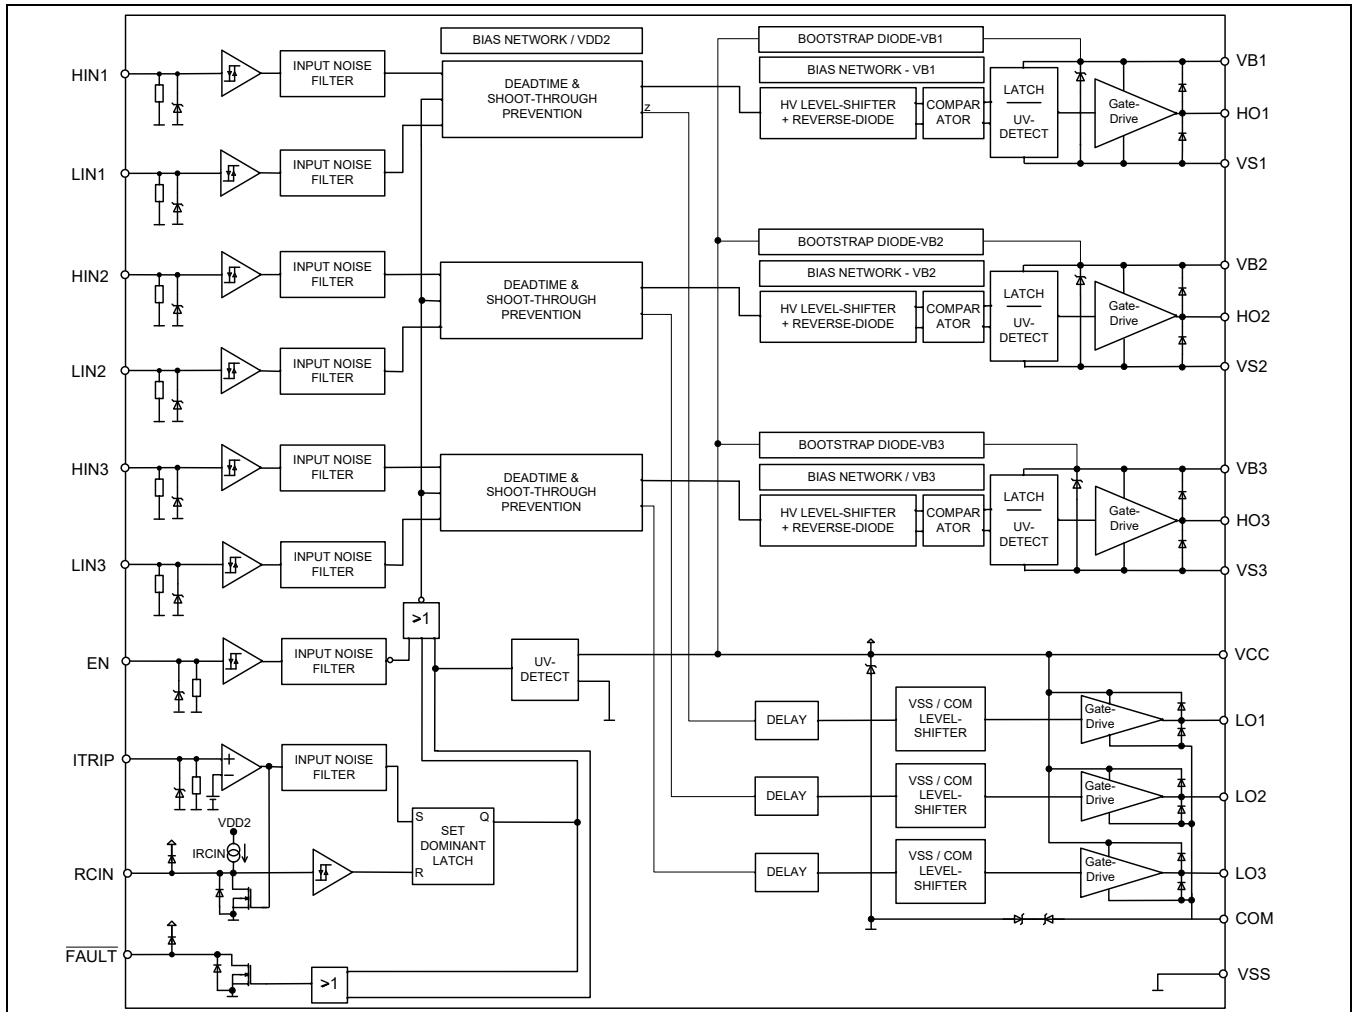 BIAS NETWORK / VDD2
BOOTSTRAP DIODE-VB1
HIN1
INPUT NOISE
FILTER
DEADTIME &
SHOOT-THROUGH
PREVENTION
Z
BIAS NETWORK - VB1
HV LEVEL-SHIFTER
+ REVERSE-DIODE
COMPAR
ATOR
LATCH
UV-
DETECT
Gate-
Drive
VB1
HO1
VS1
LIN1
INPUT NOISE
FILTER
BOOTSTRAP DIODE-VB2
HIN2
INPUT NOISE
FILTER
DEADTIME &
SHOOT-THROUGH
PREVENTION
BIAS NETWORK - VB2
HV LEVEL-SHIFTER
+ REVERSE-DIODE
COMPAR
ATOR
LATCH
UV-
DETECT
Gate-
Drive
VB2
HO2
VS2
LIN2
INPUT NOISE
FILTER
BOOTSTRAP DIODE-VB3
HIN3
INPUT NOISE
FILTER
DEADTIME &
SHOOT-THROUGH
PREVENTION
BIAS NETWORK / VB3
HV LEVEL-SHIFTER
+ REVERSE-DIODE
COMPAR
ATOR
LATCH
UV-
DETECT
Gate-
Drive
VB3
HO3
VS3
LIN3
INPUT NOISE
FILTER
>1
EN
INPUT NOISE
FILTER
UV-
DETECT
VCC
DELAY
VSS / COM
LEVEL-
SHIFTER
Gate-
Drive
LO1
ITRIP
+
−
INPUT NOISE
FILTER
DELAY
VSS / COM
LEVEL-
SHIFTER
Gate-
Drive
LO2
VDD2
IRCIN
S
Q
SET
DOMINANT
LATCH
R
RCIN
DELAY
VSS / COM
LEVEL-
SHIFTER
Gate-
Drive
LO3
COM
FAULT
>1
VSS